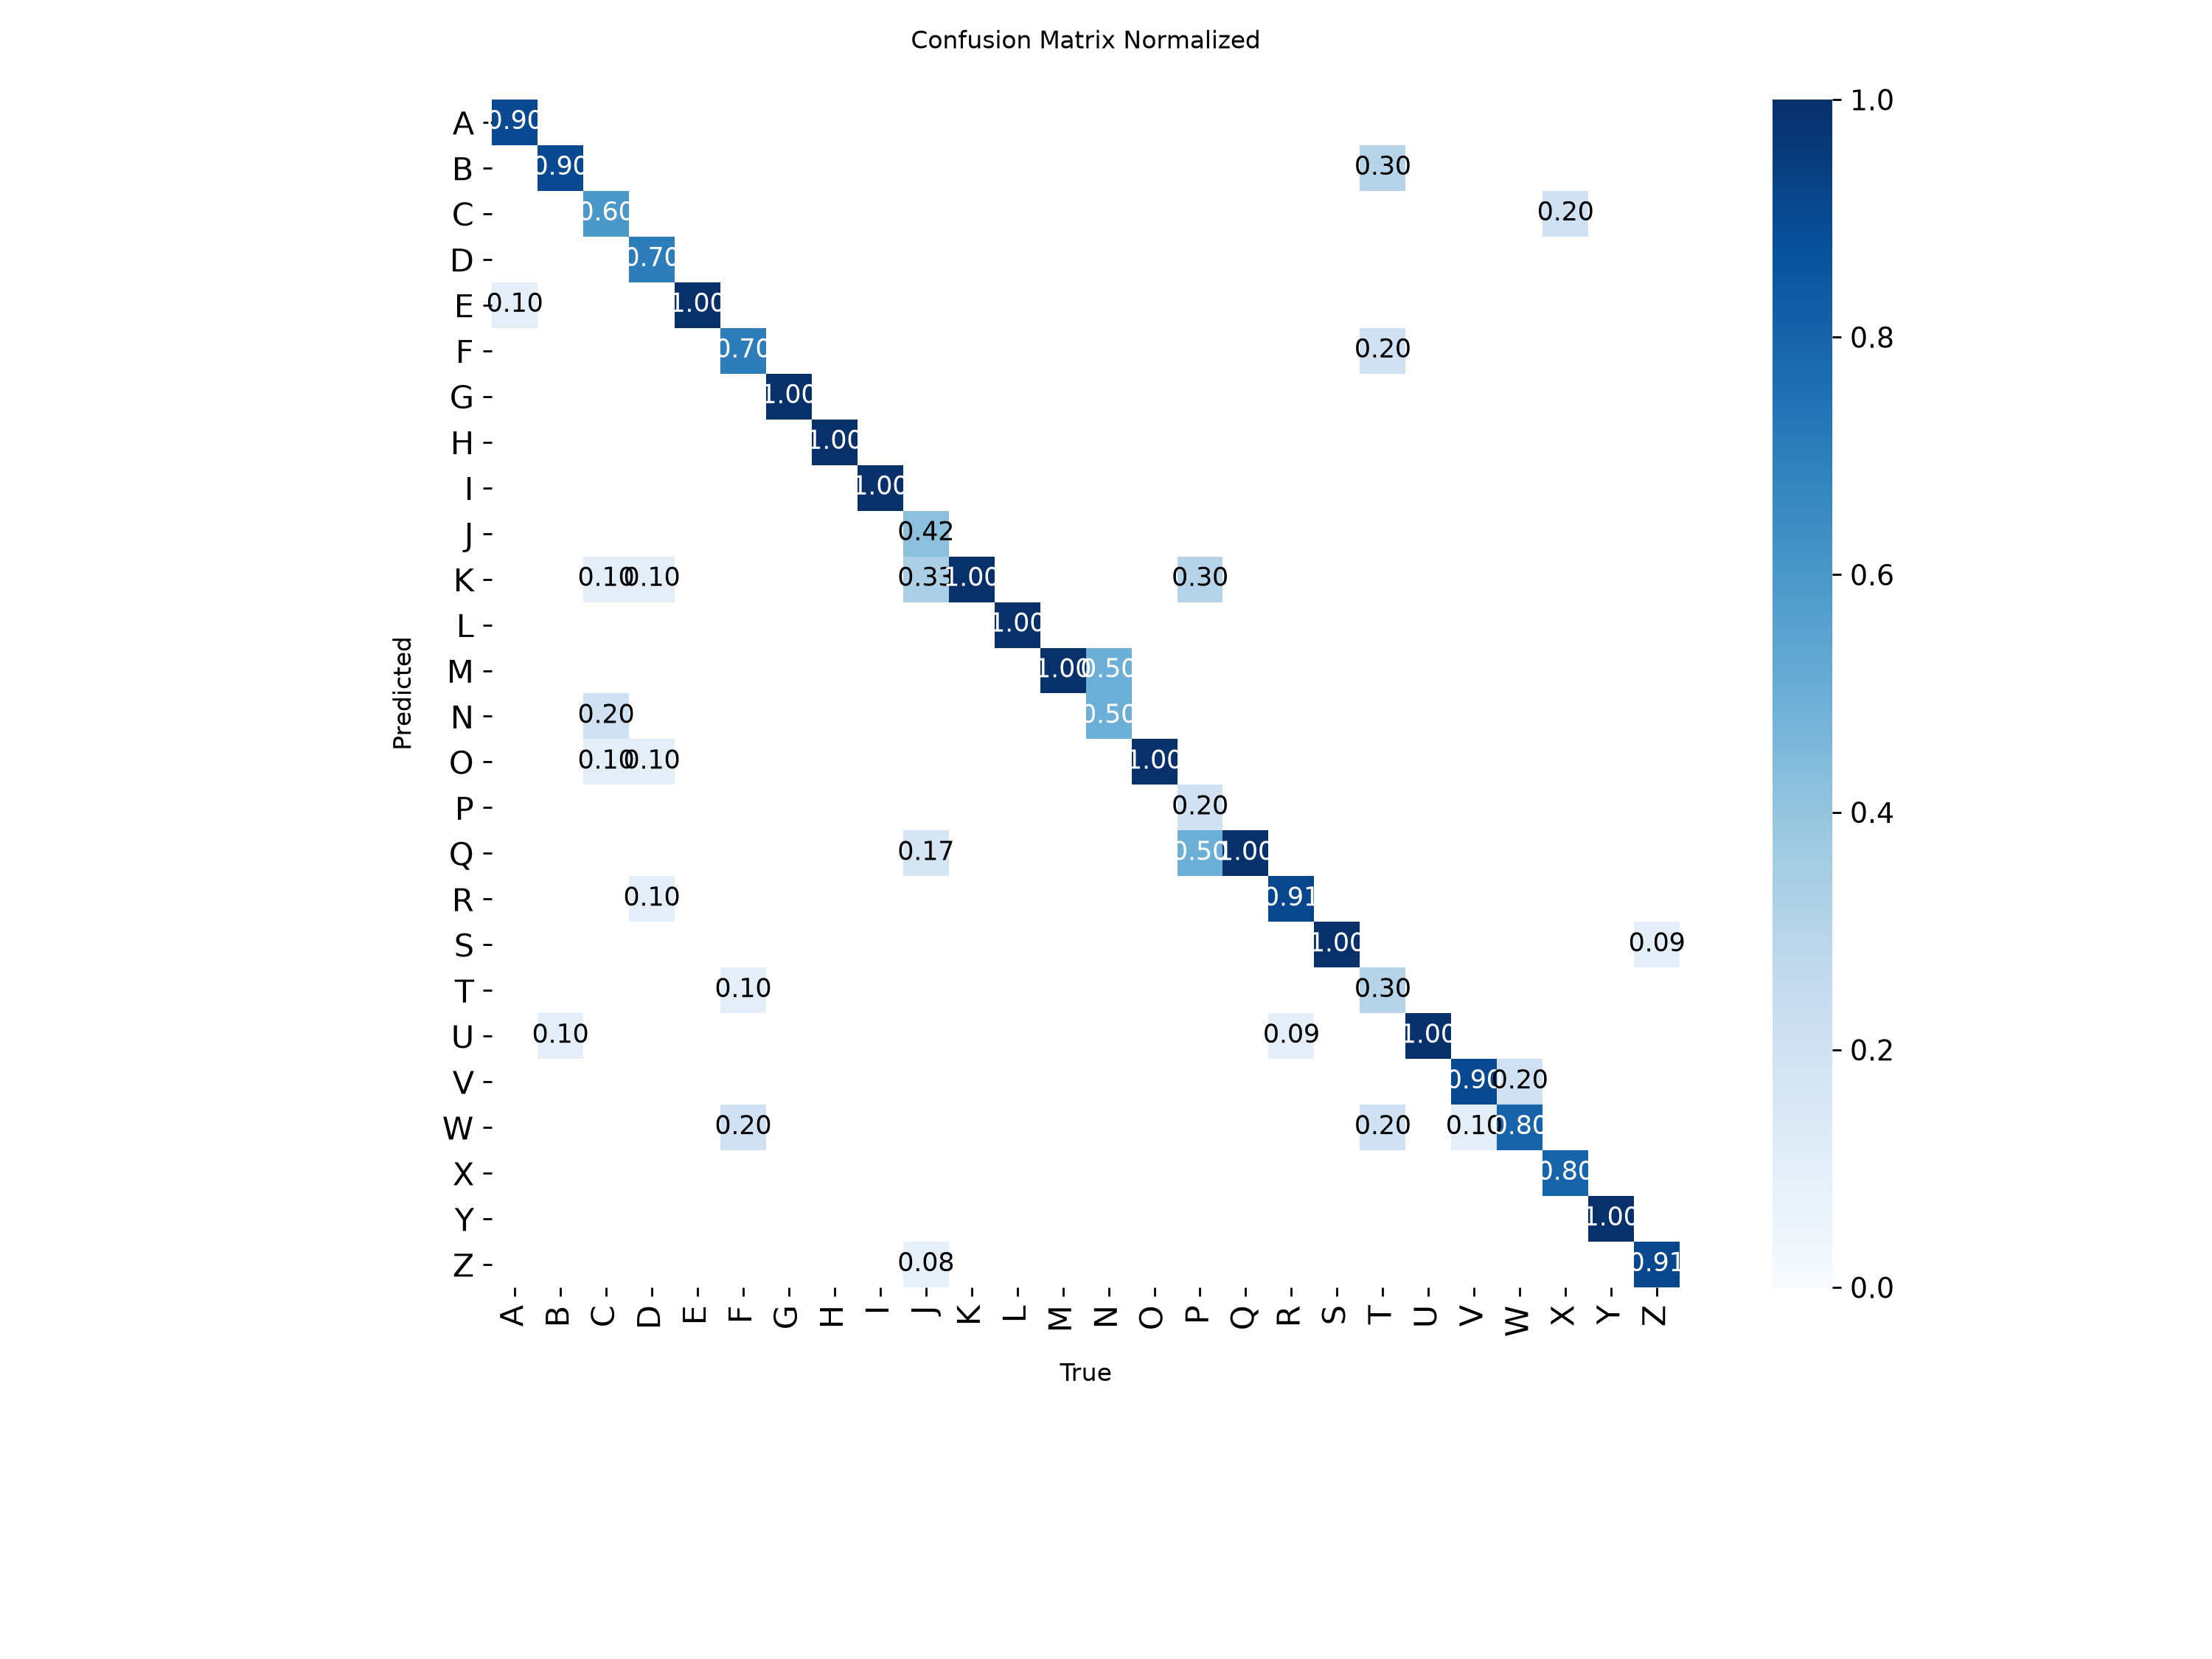 Confusion Matrix Normalized
A 0.90 1.0
B 0.90 0.30
C 0.60 0.20
D 0.70
E 0.10 1.00
0.8
F 0.70 0.20
G 1.00
H 1.00
I 1.00
J 0.42
K 0.10 0.10 0.33 1.00 0.30
0.6
L 1.00
M 1.00 0.50
Predicted
N 0.20 0.50
O 0.10 0.10 1.00
P 0.20
0.4
Q 0.17 0.50 1.00
R 0.10 0.91
S 1.00 0.09
T 0.10 0.30
U 0.10 0.09 1.00
0.2
V 0.90 0.20
W 0.20 0.20 0.10 0.80
X 0.80
Y 1.00
Z 0.08 0.91
0.0
A B C D E F G H I J K L M N O P Q R S T U V W X Y Z
True